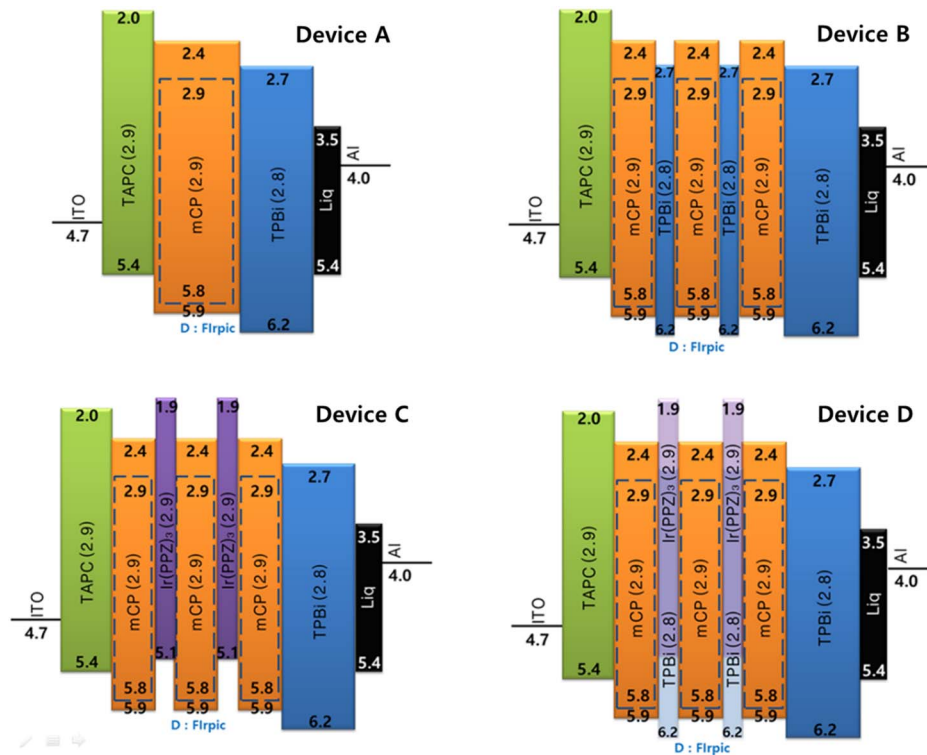 Device A
2.0
2.4
2.9
2.7
3.5
Al
4.0
ITO
4.7
TAPC (2.9)
mCP (2.9)
TPBi (2.8)
Liq
5.4
5.8
5.9
6.2
5.4
D : FIrpic
Device B
2.0
2.4
2.7
2.4
2.7
2.4
2.7
2.9
2.9
2.9
3.5
Al
4.0
ITO
4.7
TAPC (2.9)
mCP (2.9)
TPBi (2.8)
mCP (2.9)
TPBi (2.8)
mCP (2.9)
TPBi (2.8)
Liq
5.4
5.8
5.8
5.8
5.4
5.9
5.9
5.9
6.2
6.2
6.2
D : FIrpic
Device C
2.0
1.9
1.9
2.4
2.4
2.4
2.7
2.9
2.9
2.9
3.5
Al
4.0
ITO
4.7
TAPC (2.9)
mCP (2.9)
Ir(PPZ)₃ (2.9)
mCP (2.9)
Ir(PPZ)₃ (2.9)
mCP (2.9)
TPBi (2.8)
Liq
5.4
5.1
5.1
5.4
5.8
5.8
5.8
5.9
5.9
5.9
6.2
D : FIrpic
Device D
2.0
1.9
1.9
2.4
2.4
2.4
2.7
2.9
2.9
2.9
3.5
Al
4.0
ITO
4.7
TAPC (2.9)
mCP (2.9)
Ir(PPZ)₃ (2.9)
TPBi (2.8)
mCP (2.9)
Ir(PPZ)₃ (2.9)
TPBi (2.8)
mCP (2.9)
TPBi (2.8)
Liq
5.4
5.8
5.8
5.8
5.4
5.9
5.9
5.9
6.2
6.2
6.2
D : FIrpic